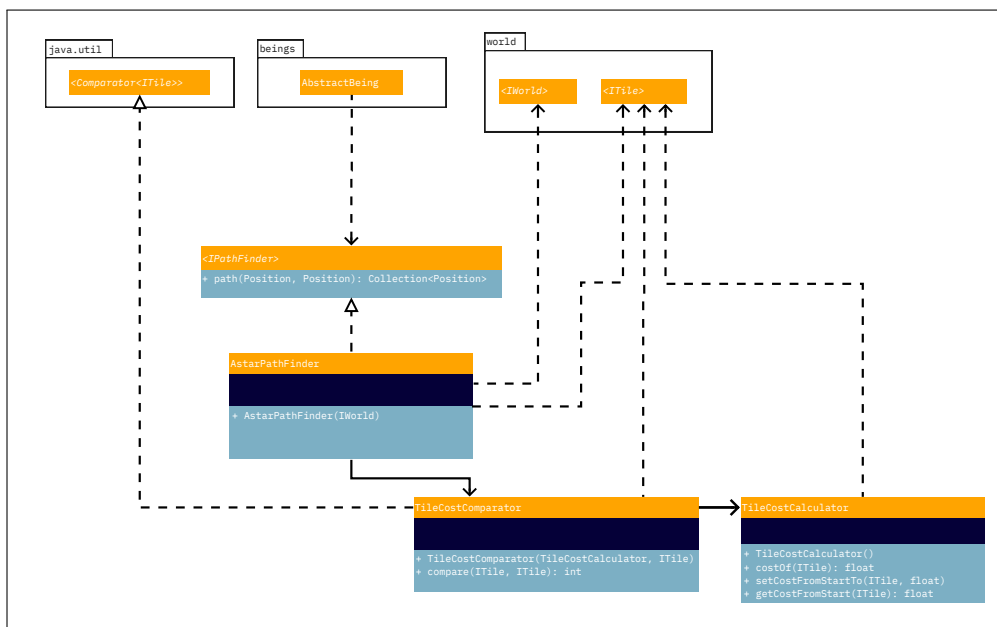 java.util
beings
world
<Comparator<ITile>>
AbstractBeing
<IWorld>
<ITile>
<IPathFinder>
+ path(Position, Position): Collection<Position>
AstarPathFinder
+ AstarPathFinder(IWorld)
TileCostComparator
+ TileCostComparator(TileCostCalculator, ITile)
+ compare(ITile, ITile): int
TileCostCalculator
+ TileCostCalculator()
+ costOf(ITile): float
+ setCostFromStartTo(ITile, float)
+ getCostFromStart(ITile): float